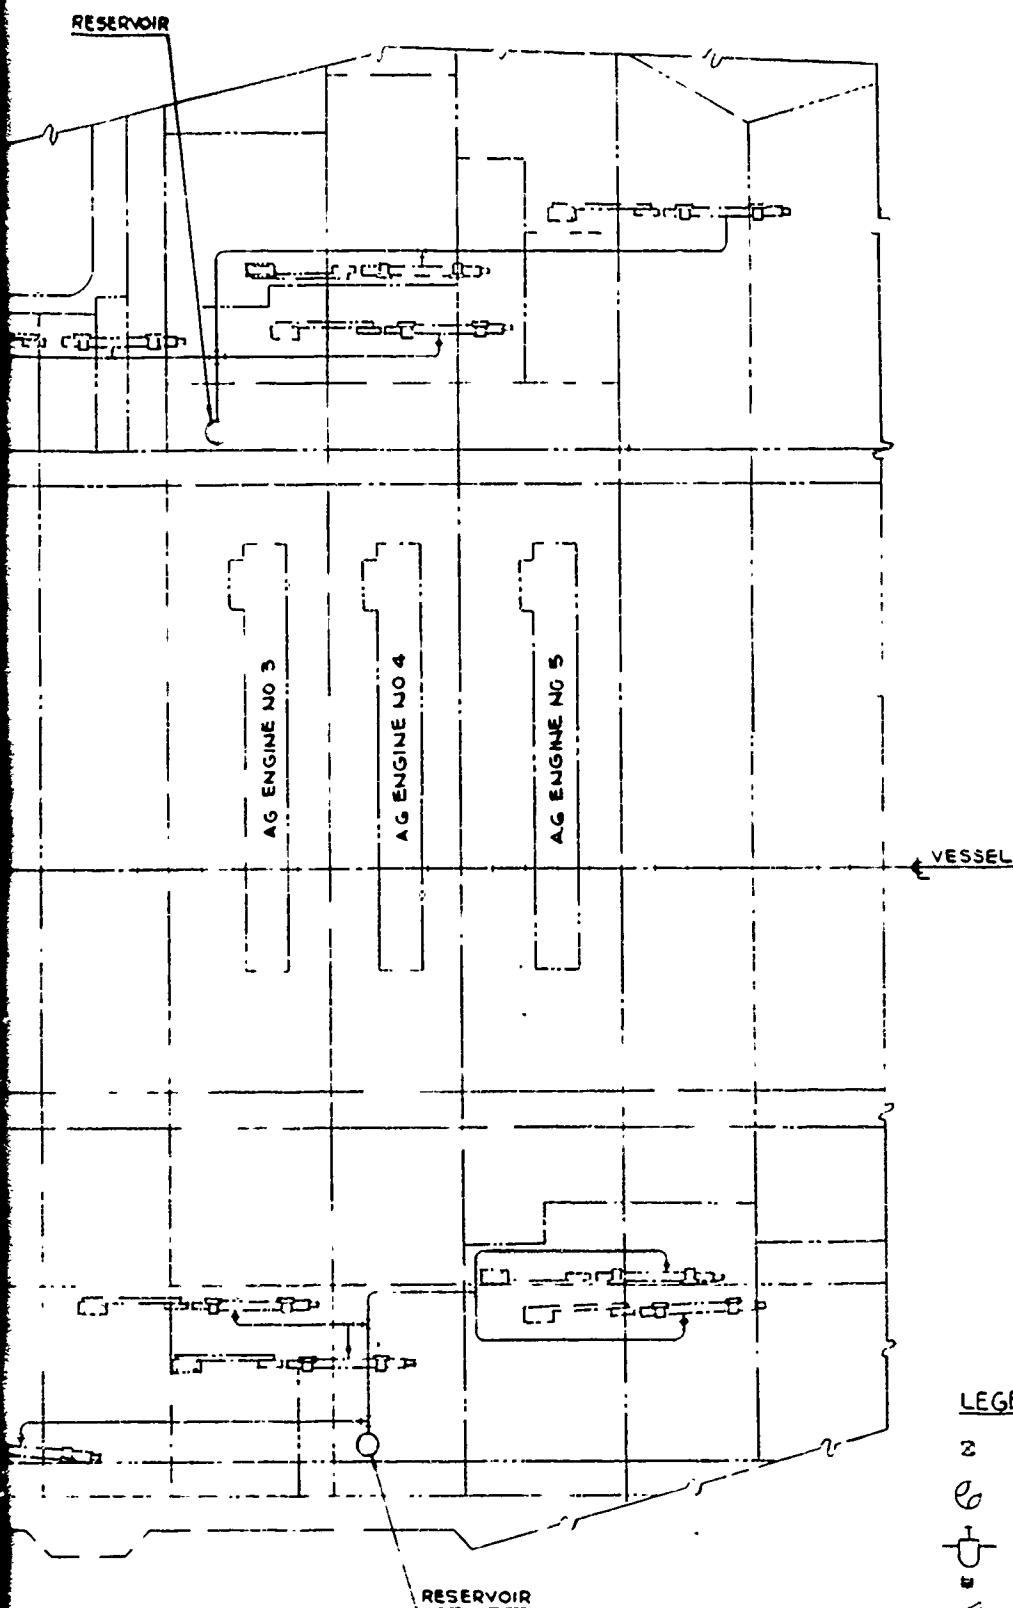 RESERVOIR
AG ENGINE NO 3
AG ENGINE NO 4
AG ENGINE NO 5
VESSEL
LEGE
RESERVOIR